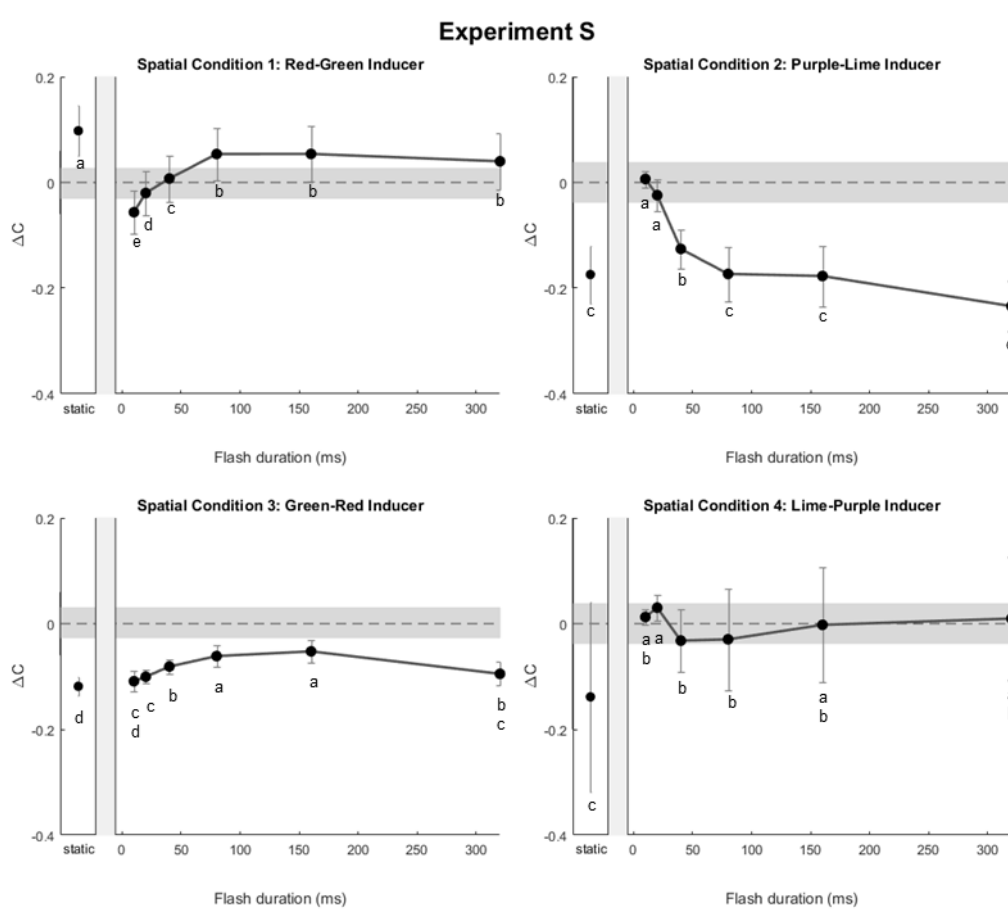 Experiment S
Spatial Condition 1: Red-Green Inducer
0.2
0
-0.2
-0.4
ΔC
a
e
d
c
b
b
b
static
0
50
100
150
200
250
300
Flash duration (ms)
Spatial Condition 2: Purple-Lime Inducer
0.2
0
-0.2
-0.4
ΔC
c
a
a
b
c
c
static
0
50
100
150
200
250
300
Flash duration (ms)
Spatial Condition 3: Green-Red Inducer
0.2
0
-0.2
-0.4
ΔC
d
c
d
c
b
a
a
b
c
static
0
50
100
150
200
250
300
Flash duration (ms)
Spatial Condition 4: Lime-Purple Inducer
0.2
0
-0.2
-0.4
ΔC
c
a
b
a
b
b
a
b
static
0
50
100
150
200
250
300
Flash duration (ms)